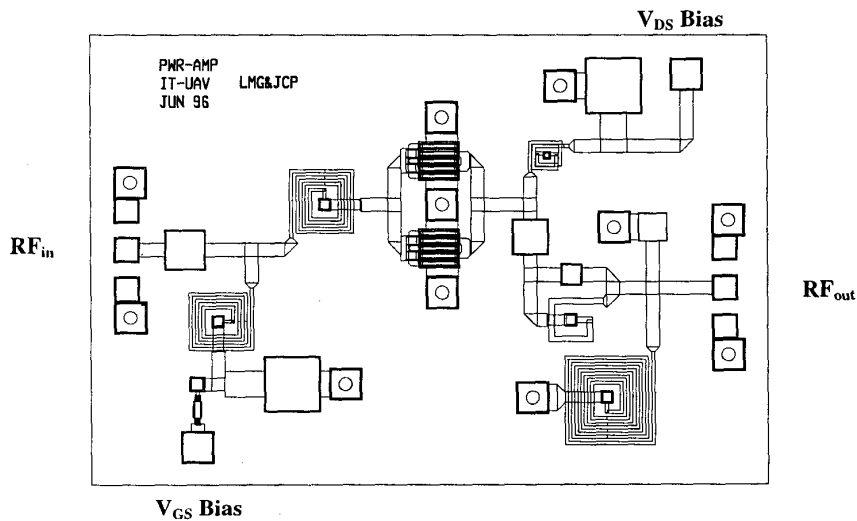 V_DS Bias
PWR-AMP
IT-UAV LMG&JCP
JUN 96
RF_in
RF_out
V_GS Bias